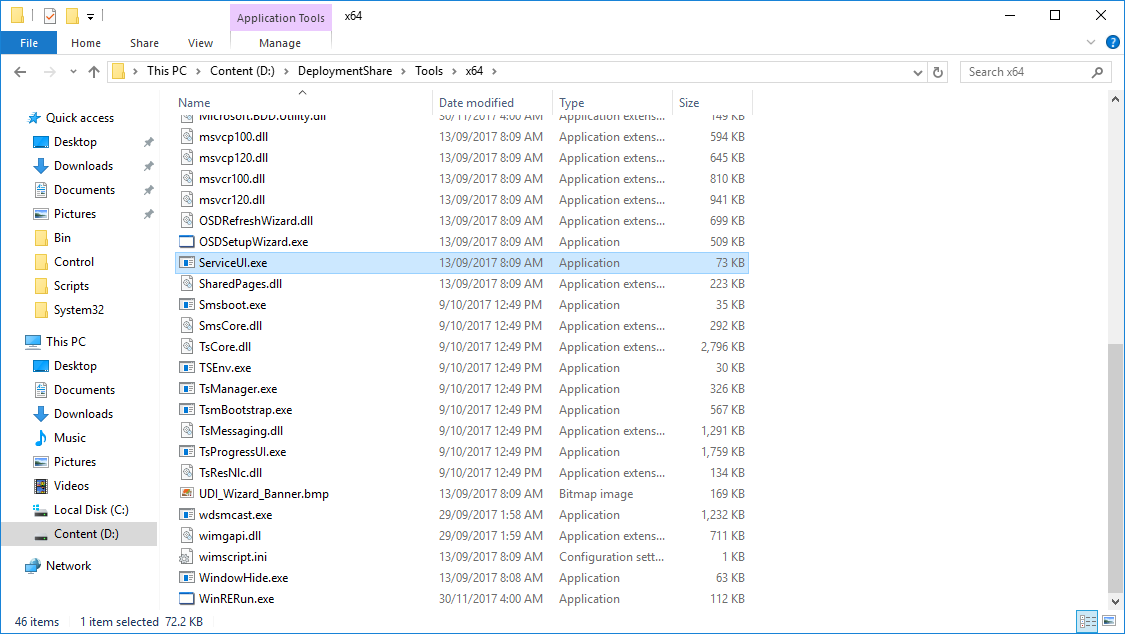 Application Tools x64
File Home Share View Manage
This PC Content (D:) DeploymentShare Tools x64 Search x64
Quick access
Desktop
Downloads
Documents
Pictures
Bin
Control
Scripts
System32
This PC
Desktop
Documents
Downloads
Music
Pictures
Videos
Local Disk (C:)
Content (D:)
Network
Name Date modified Type Size
Microsoft.BDD.Utility.dll 30/11/2017 4:00 AM Application extens... 149 KB
msvcp100.dll 13/09/2017 8:09 AM Application extens... 594 KB
msvcp120.dll 13/09/2017 8:09 AM Application extens... 645 KB
msvcr100.dll 13/09/2017 8:09 AM Application extens... 810 KB
msvcr120.dll 13/09/2017 8:09 AM Application extens... 941 KB
OSDRefreshWizard.dll 13/09/2017 8:09 AM Application extens... 699 KB
OSDSetupWizard.exe 13/09/2017 8:09 AM Application 509 KB
ServiceUI.exe 13/09/2017 8:09 AM Application 73 KB
SharedPages.dll 13/09/2017 8:09 AM Application extens... 223 KB
Smsboot.exe 9/10/2017 12:49 PM Application 35 KB
SmsCore.dll 9/10/2017 12:49 PM Application extens... 292 KB
TsCore.dll 9/10/2017 12:49 PM Application extens... 2,796 KB
TSEnv.exe 9/10/2017 12:49 PM Application 30 KB
TsManager.exe 9/10/2017 12:49 PM Application 326 KB
TsmBootstrap.exe 9/10/2017 12:49 PM Application 567 KB
TsMessaging.dll 9/10/2017 12:49 PM Application extens... 1,291 KB
TsProgressUI.exe 9/10/2017 12:49 PM Application 1,759 KB
TsResNlc.dll 9/10/2017 12:49 PM Application extens... 134 KB
UDI_Wizard_Banner.bmp 13/09/2017 8:09 AM Bitmap image 169 KB
wdsmcast.exe 29/09/2017 1:58 AM Application 1,232 KB
wimgapi.dll 29/09/2017 1:59 AM Application extens... 711 KB
wimscript.ini 13/09/2017 8:09 AM Configuration sett... 1 KB
WindowHide.exe 13/09/2017 8:08 AM Application 63 KB
WinRERun.exe 30/11/2017 4:00 AM Application 112 KB
46 items 1 item selected 72.2 KB